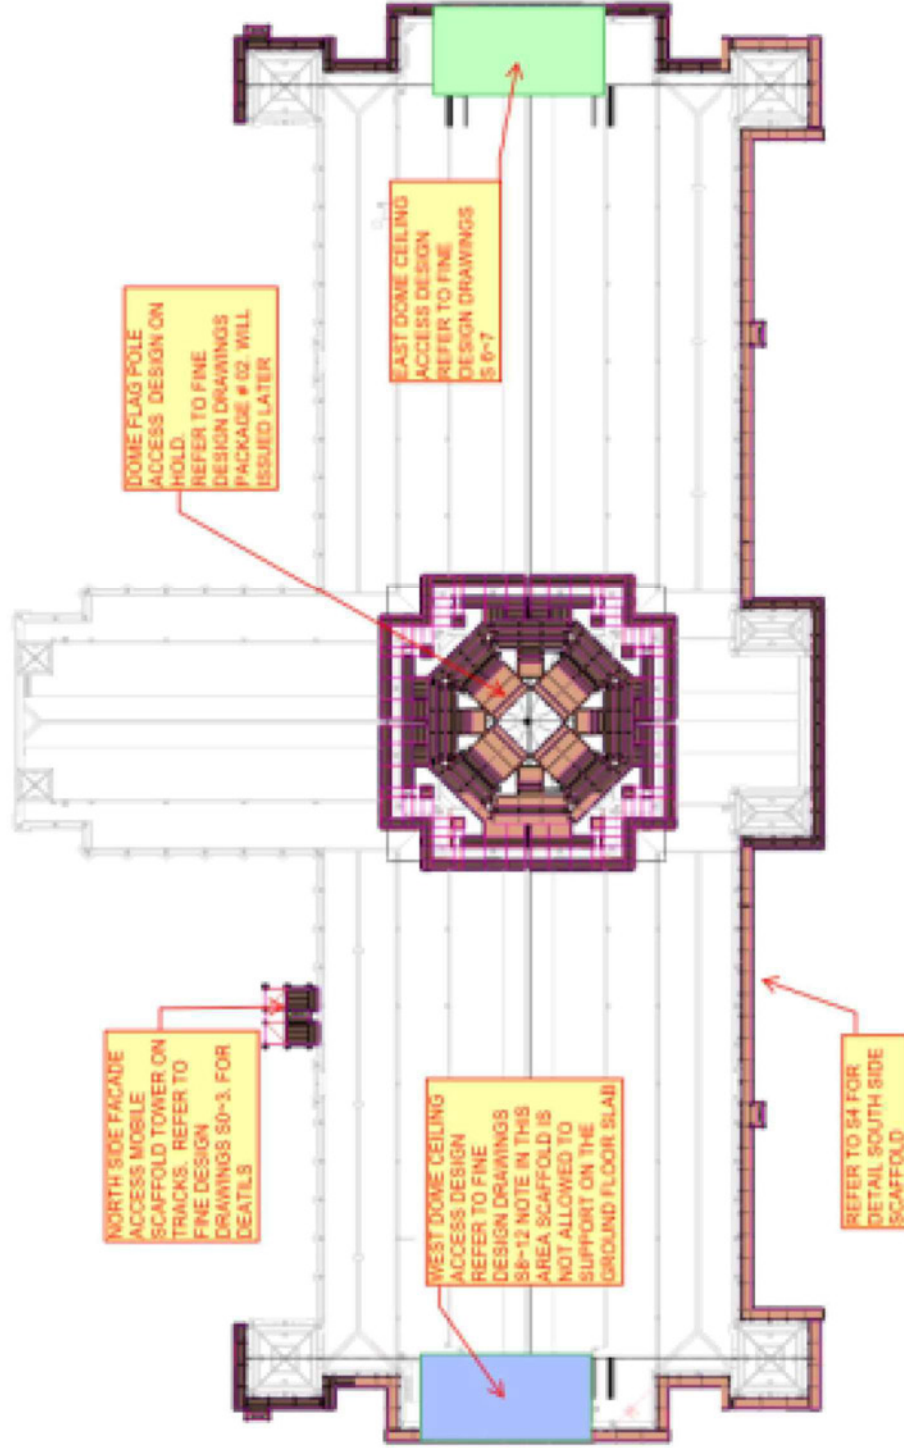 DOME FLAG POLE
ACCESS DESIGN ON
HOLD.
REFER TO FINE
DESIGN DRAWINGS
PACKAGE # 02. WILL
ISSUED LATER
EAST DOME CEILING
ACCESS DESIGN
REFER TO FINE
DESIGN DRAWINGS
S 6~7
NORTH SIDE FACADE
ACCESS MOBILE
SCAFFOLD TOWER ON
TRACKS. REFER TO
FINE DESIGN
DRAWINGS S0~3. FOR
DEATILS
WEST DOME CEILING
ACCESS DESIGN
REFER TO FINE
DESIGN DRAWINGS
S8~12 NOTE IN THIS
AREA SCAFFOLD IS
NOT ALLOWED TO
SUPPORT ON THE
GROUND FLOOR SLAB
REFER TO S4 FOR
DETAIL SOUTH SIDE
SCAFFOLD